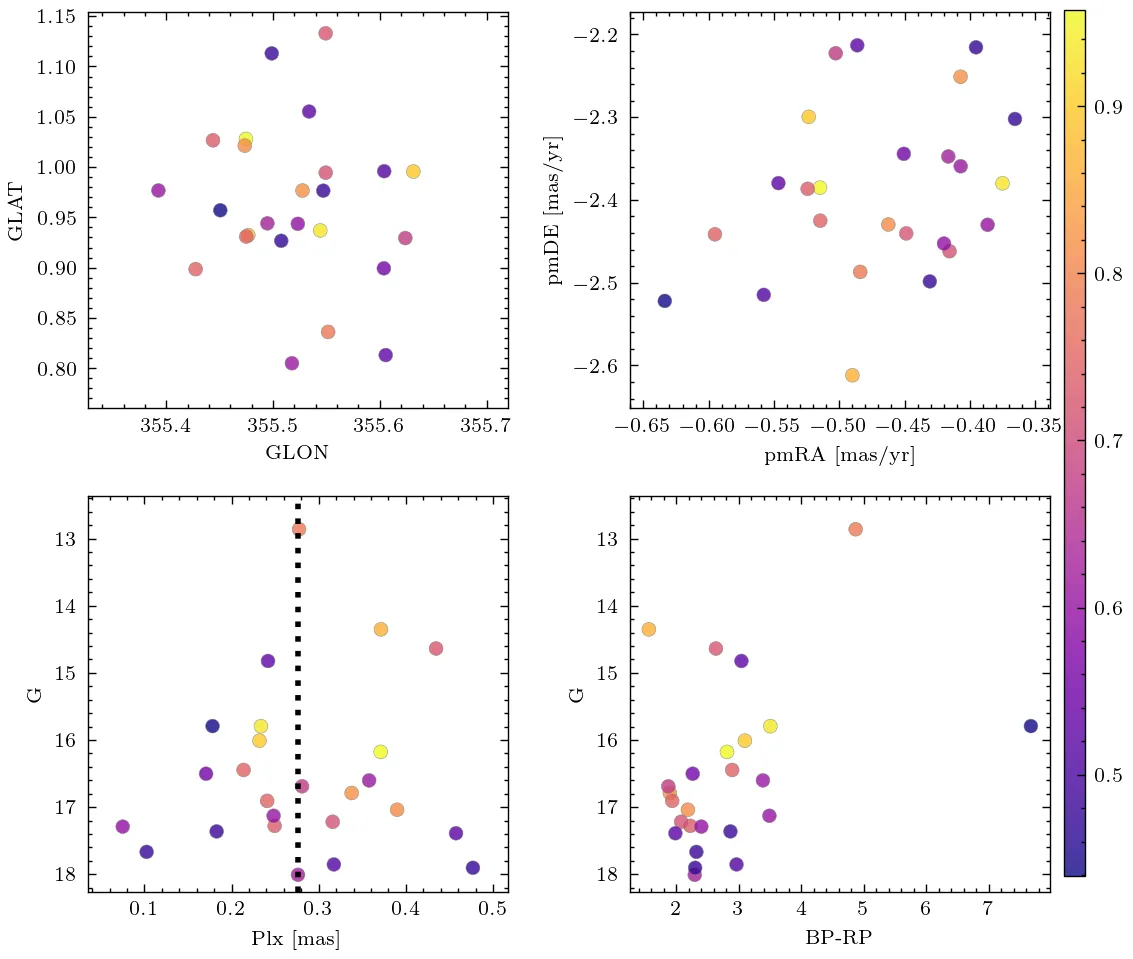 1.15
1.10
1.05
1.00
0.95
0.90
0.85
0.80
GLAT
355.4 355.5 355.6 355.7
GLON
−2.2
−2.3
−2.4
−2.5
−2.6
pmDE [mas/yr]
−0.65 −0.60 −0.55 −0.50 −0.45 −0.40 −0.35
pmRA [mas/yr]
0.9
0.8
0.7
0.6
0.5
13
14
15
16
17
18
G
0.1 0.2 0.3 0.4 0.5
Plx [mas]
13
14
15
16
17
18
G
2 3 4 5 6 7
BP-RP